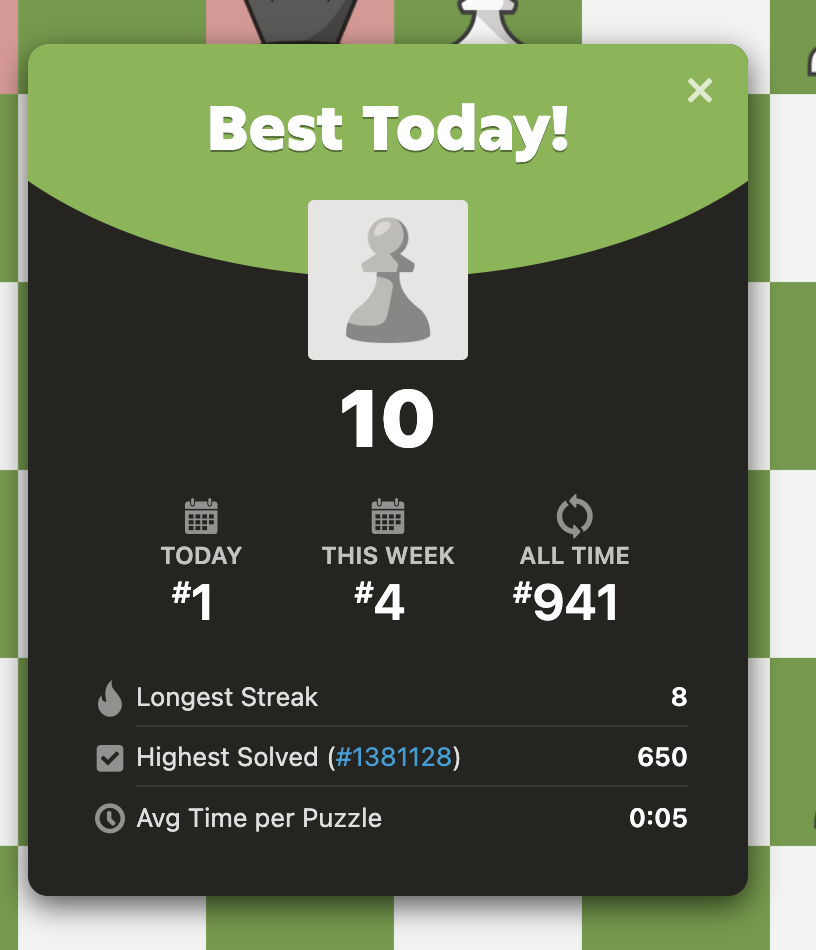 Best Today!
10
TODAY THIS WEEK ALL TIME
#1 #4 #941
Longest Streak 8
Highest Solved (#1381128) 650
Avg Time per Puzzle 0:05